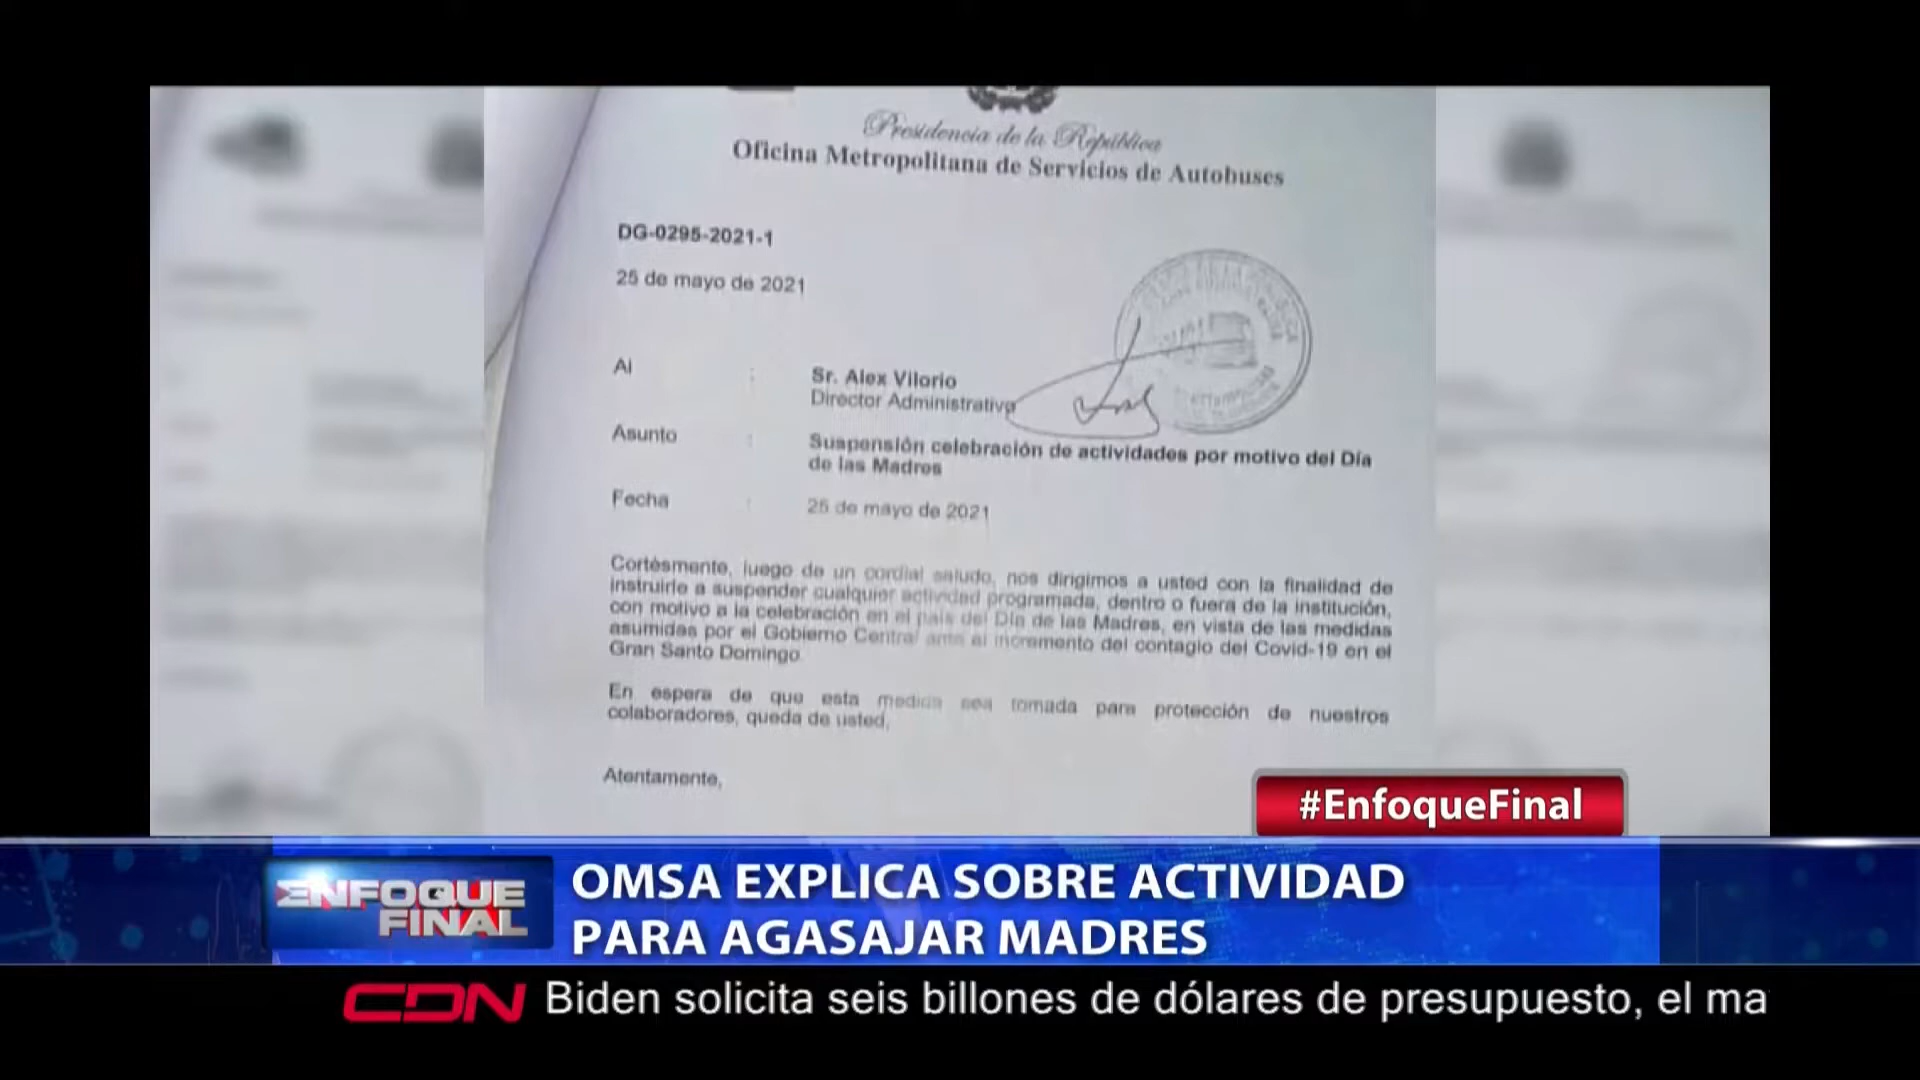 Presidencia de la República
Oficina Metropolitana de Servicios de Autobuses
DG-0295-2021-1
25 de mayo de 2021
Al : Sr. Alex Vilorio
Director Administrativo
Asunto : Suspensión celebración de actividades por motivo del Día
de las Madres
Fecha : 25 de mayo de 2021
Cortésmente, luego de un cordial saludo, nos dirigimos a usted con la finalidad de
instruirle a suspender cualquier actividad programada, dentro o fuera de la institución,
con motivo a la celebración en el país del Día de las Madres, en vista de las medidas
asumidas por el Gobierno Central ante el incremento del contagio del Covid-19 en el
Gran Santo Domingo.
En espera de que esta medida sea tomada para protección de nuestros
colaboradores, queda de usted,
Atentamente,
#EnfoqueFinal
ENFOQUE
FINAL
OMSA EXPLICA SOBRE ACTIVIDAD
PARA AGASAJAR MADRES
CDN Biden solicita seis billones de dólares de presupuesto, el ma